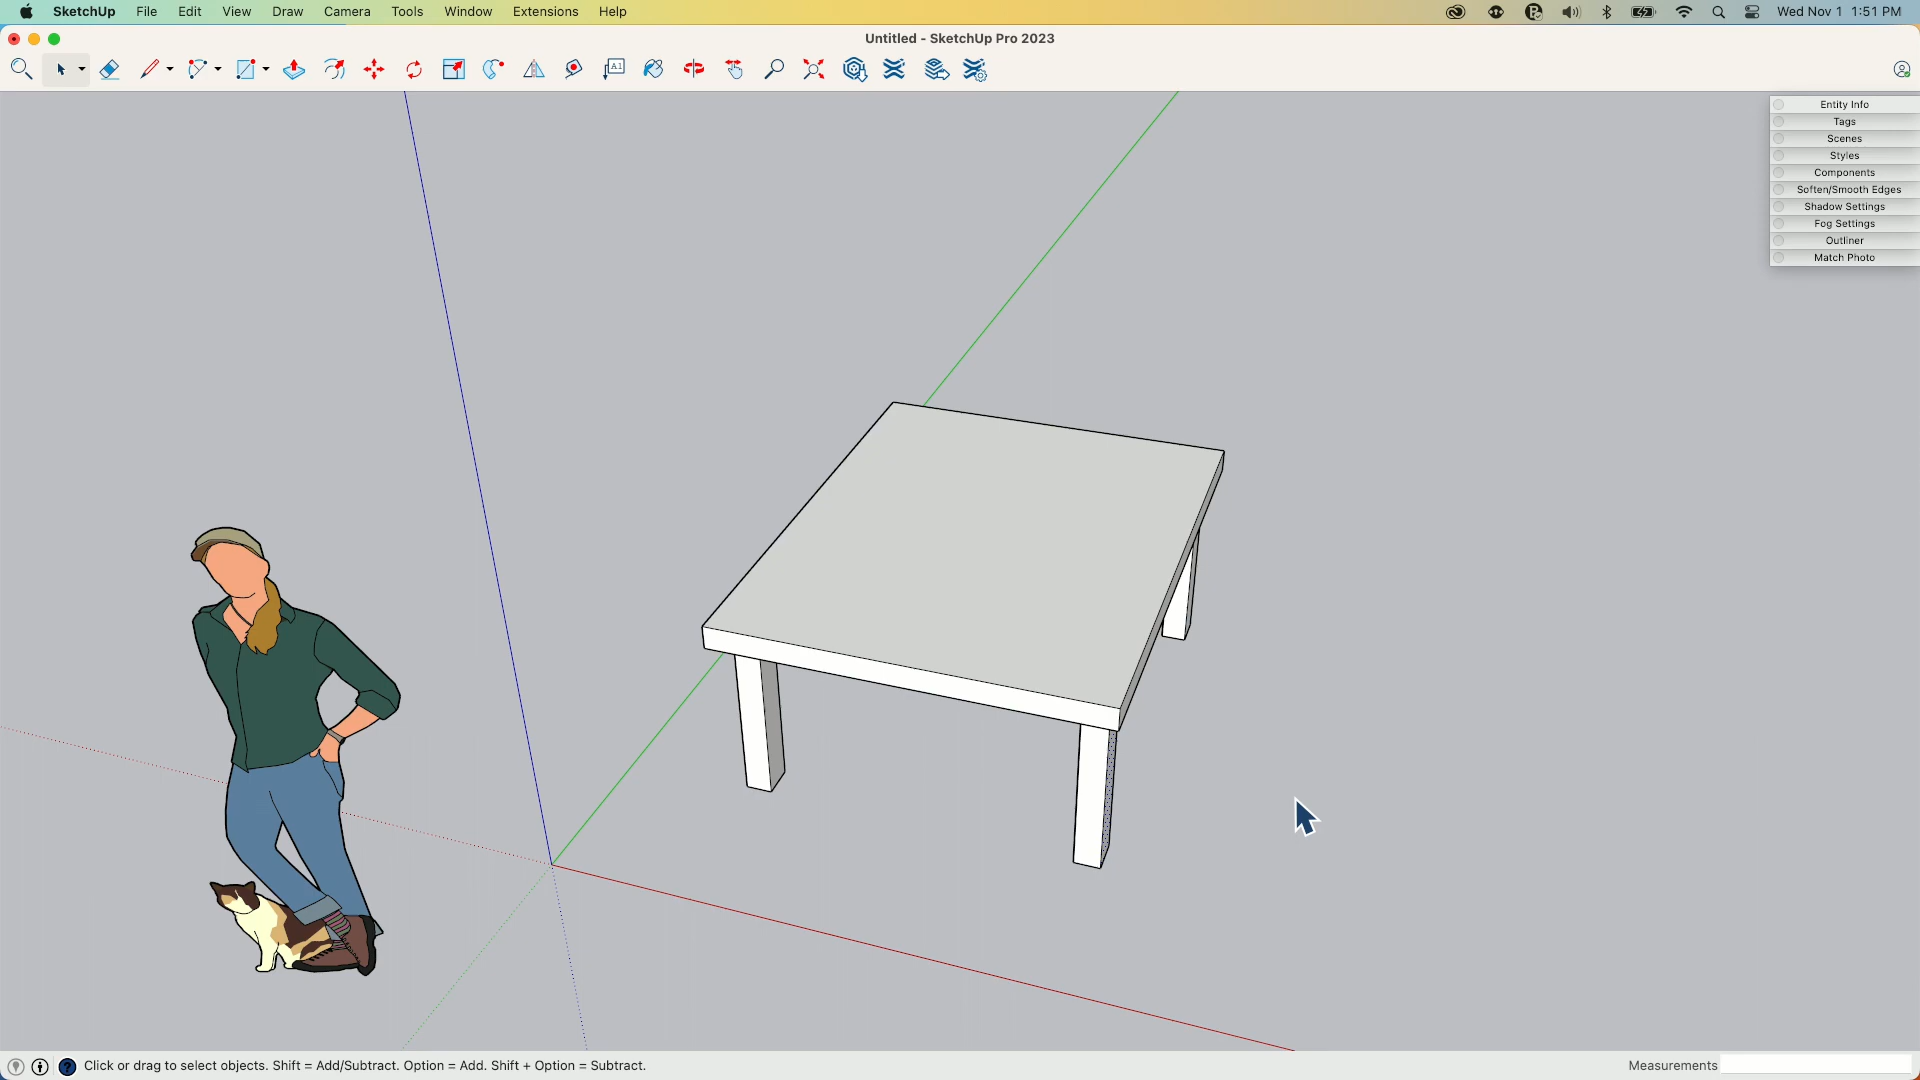 SketchUp File Edit View Draw Camera Tools Window Extensions Help Wed Nov 1 1:51 PM
Untitled - SketchUp Pro 2023
A1
Entity Info
Tags
Scenes
Styles
Components
Soften/Smooth Edges
Shadow Settings
Fog Settings
Outliner
Match Photo
Click or drag to select objects. Shift = Add/Subtract. Option = Add. Shift + Option = Subtract.
Measurements